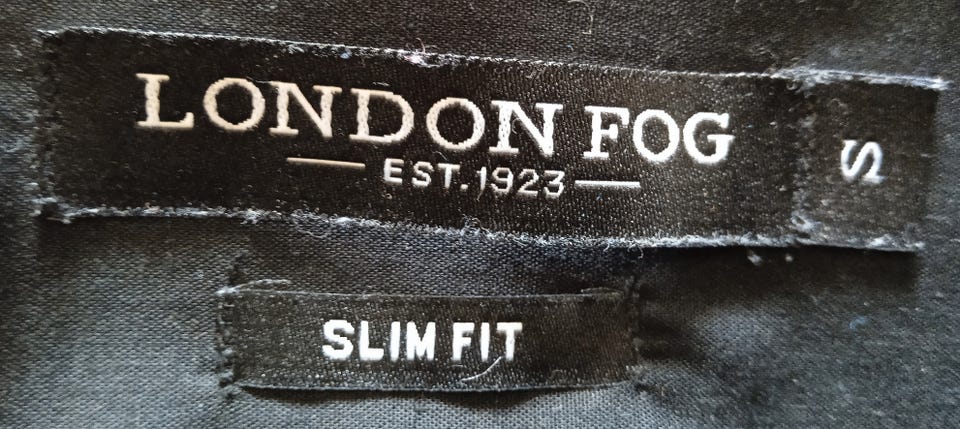 LONDON FOG
EST. 1923
S
SLIM FIT